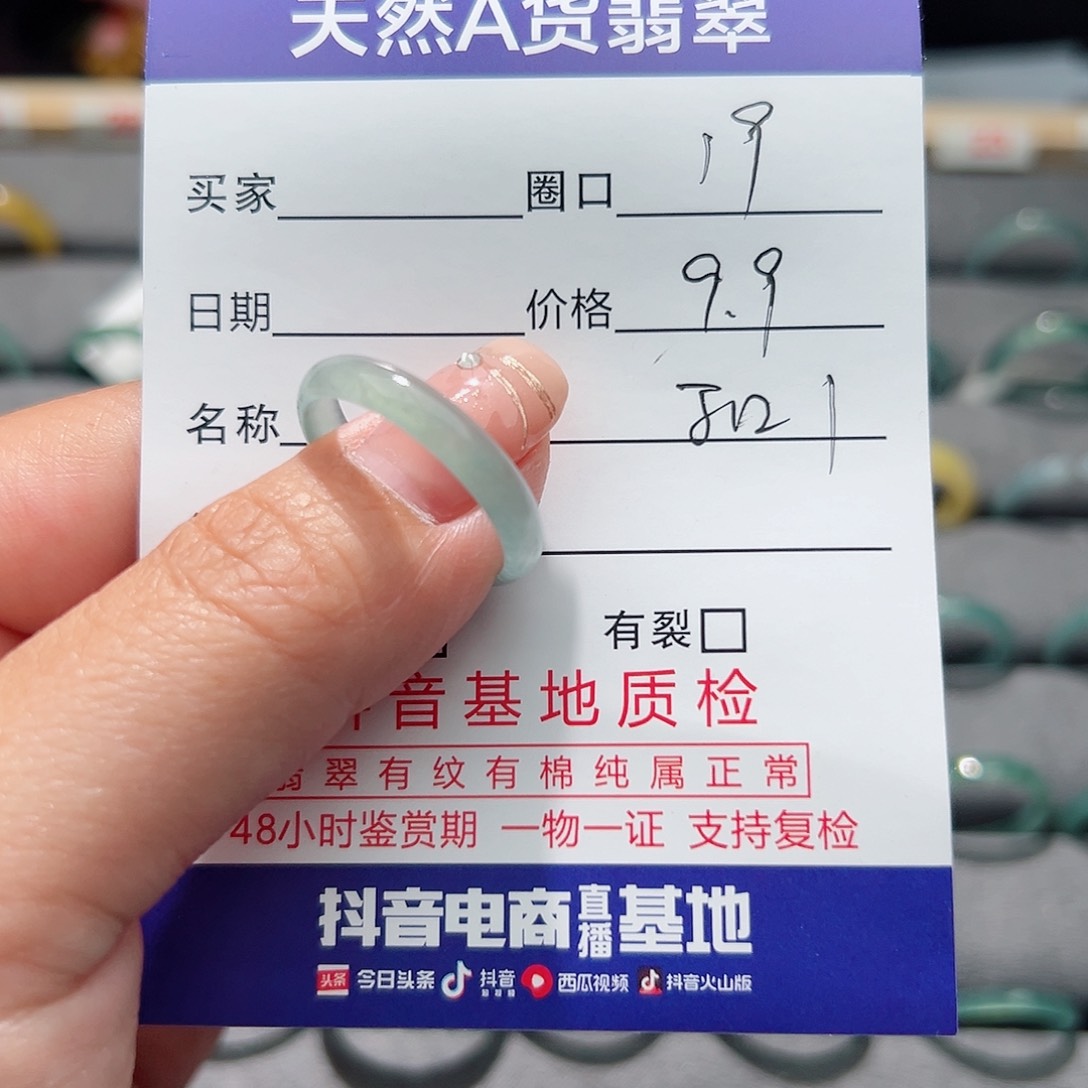 天然A货翡翠
买家 圈口 19
日期 价格 9.9
名称
有裂
音基地质检
翠有纹有棉纯属正常
48小时鉴赏期 一物一证 支持复检
抖音电商直播基地
头条 今日头条 抖音 西瓜视频 抖音火山版